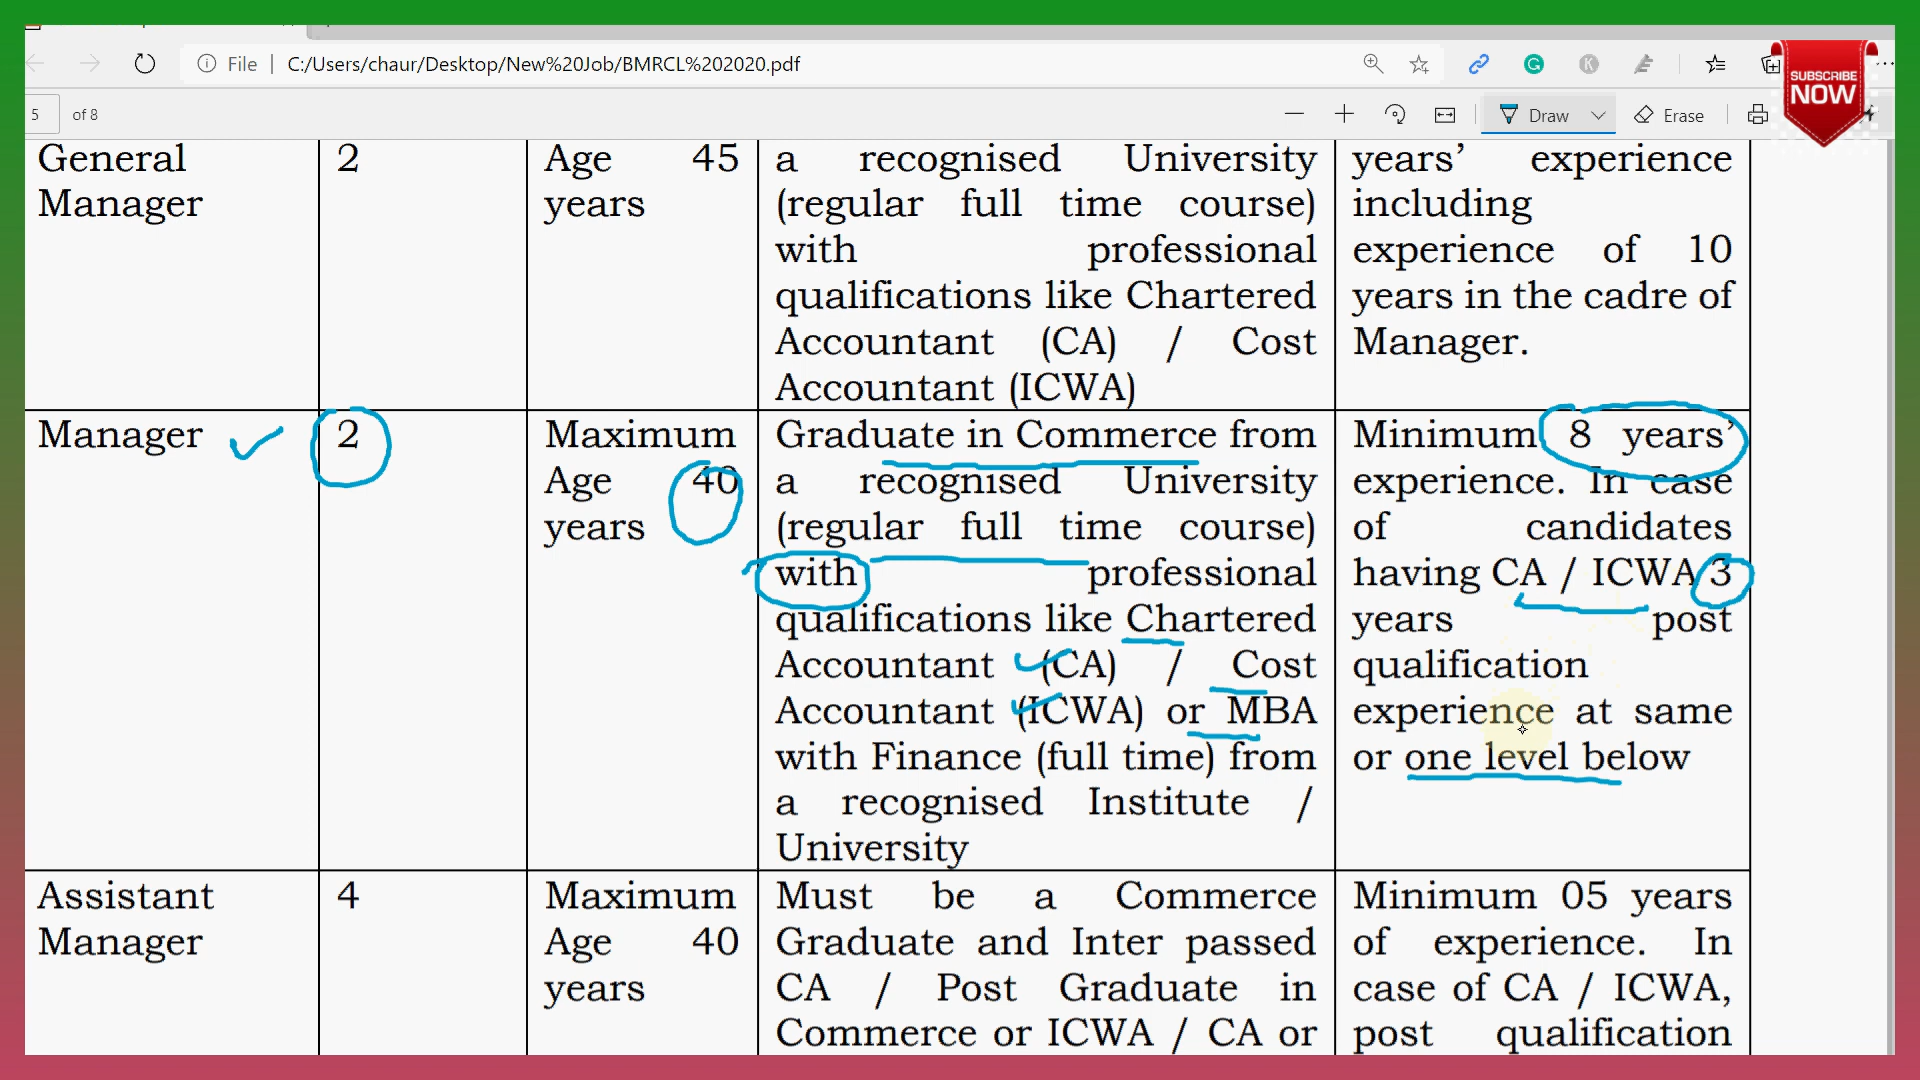 File | C:/Users/chaur/Desktop/New%20Job/BMRCL%202020.pdf
SUBSCRIBE
NOW
5 of 8
Draw
Erase
General
Manager
2
Age 45
years
a recognised University
(regular full time course)
with professional
qualifications like Chartered
Accountant (CA) / Cost
Accountant (ICWA)
years’ experience
including
experience of 10
years in the cadre of
Manager.
Manager
2
Maximum
Age 40
years
Graduate in Commerce from
a recognised University
(regular full time course)
with professional
qualifications like Chartered
Accountant (CA) / Cost
Accountant (ICWA) or MBA
with Finance (full time) from
a recognised Institute /
University
Minimum 8 years’
experience. In case
of candidates
having CA / ICWA 3
years post
qualification
experience at same
or one level below
Assistant
Manager
4
Maximum
Age 40
years
Must be a Commerce
Graduate and Inter passed
CA / Post Graduate in
Commerce or ICWA / CA or
Minimum 05 years
of experience. In
case of CA / ICWA,
post qualification